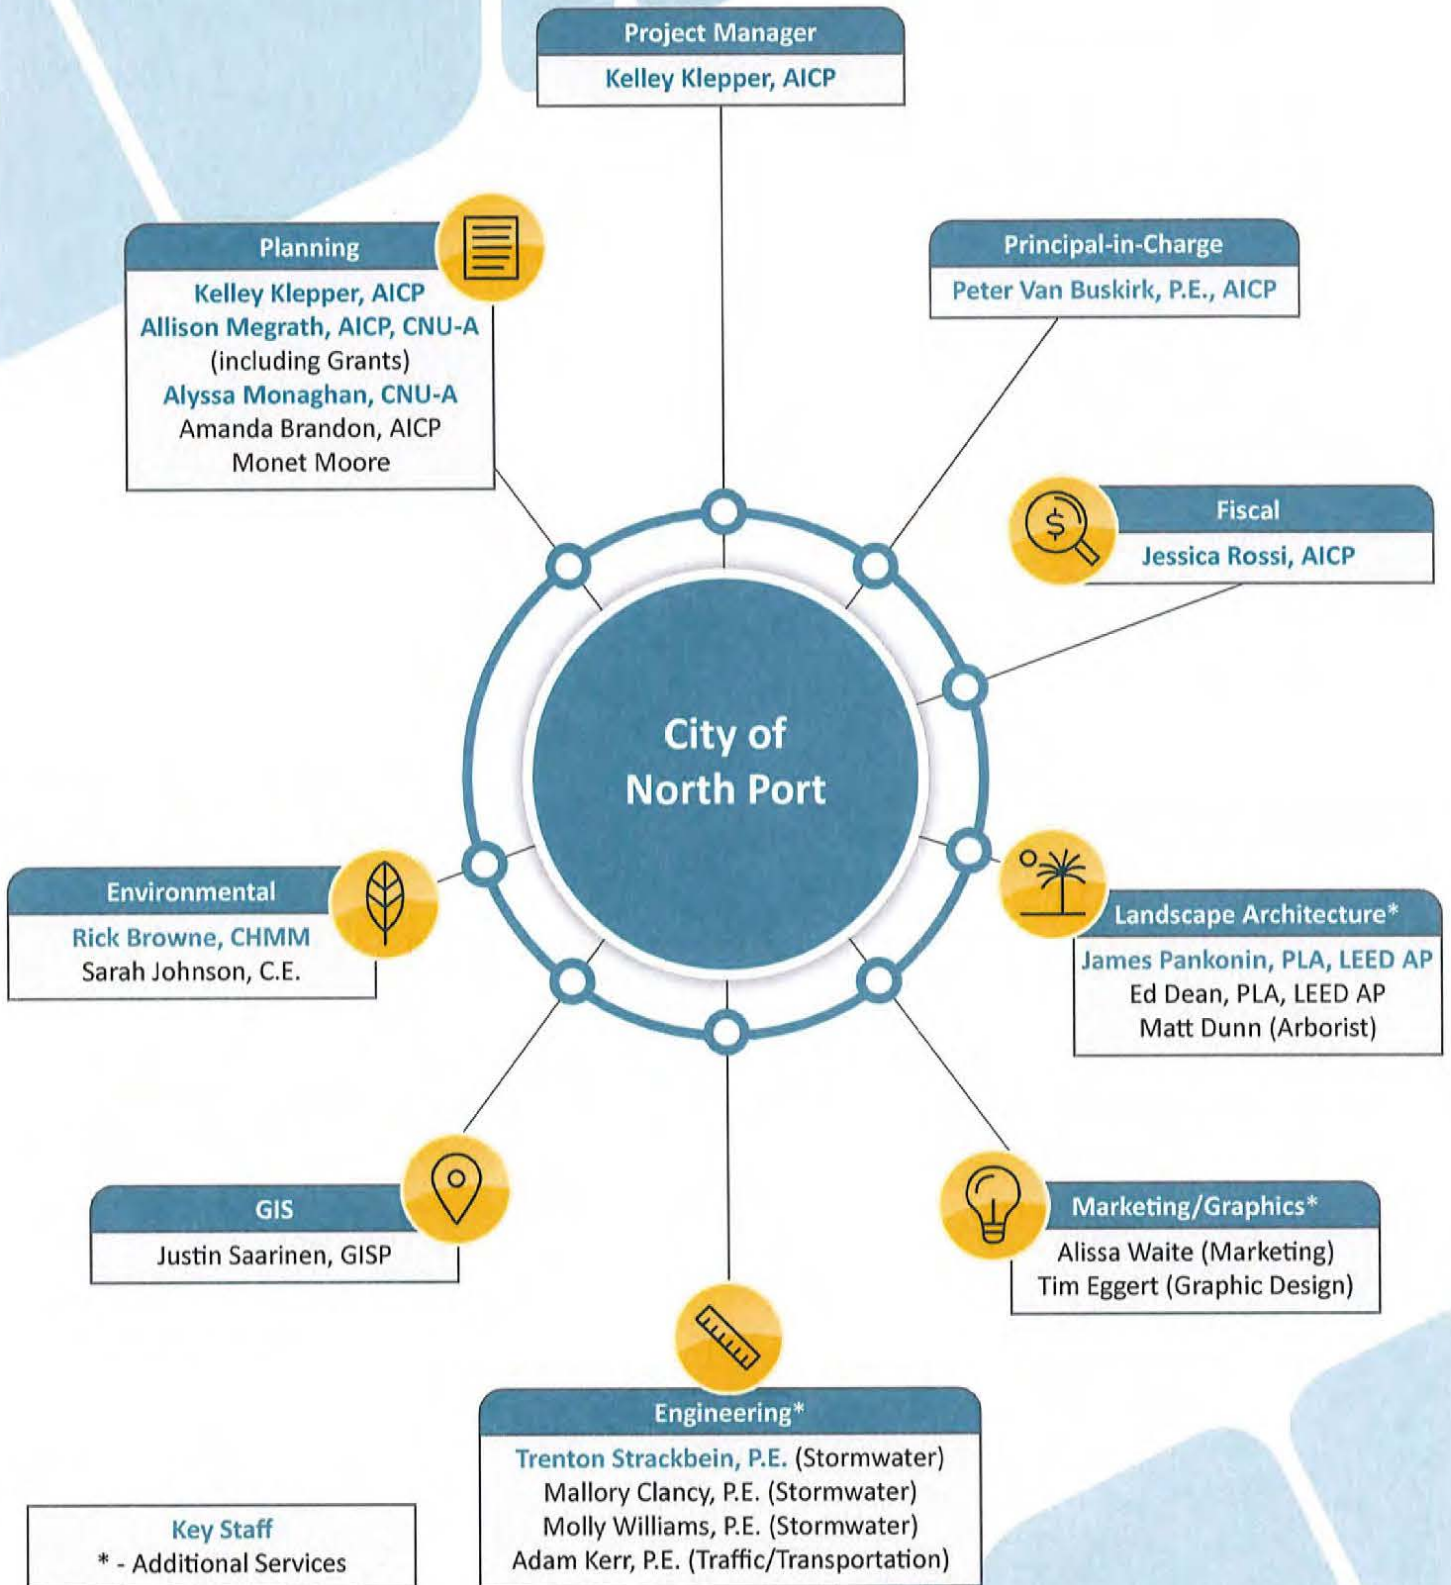 Project Manager
Kelley Klepper, AICP
Planning
Kelley Klepper, AICP
Allison Megrath, AICP, CNU-A
(including Grants)
Alyssa Monaghan, CNU-A
Amanda Brandon, AICP
Monet Moore
Principal-in-Charge
Peter Van Buskirk, P.E., AICP
$
Fiscal
Jessica Rossi, AICP
City of
North Port
Environmental
Rick Browne, CHMM
Sarah Johnson, C.E.
Landscape Architecture*
James Pankonin, PLA, LEED AP
Ed Dean, PLA, LEED AP
Matt Dunn (Arborist)
GIS
Justin Saarinen, GISP
Marketing/Graphics*
Alissa Waite (Marketing)
Tim Eggert (Graphic Design)
Engineering*
Trenton Strackbein, P.E. (Stormwater)
Mallory Clancy, P.E. (Stormwater)
Molly Williams, P.E. (Stormwater)
Adam Kerr, P.E. (Traffic/Transportation)
Key Staff
* - Additional Services